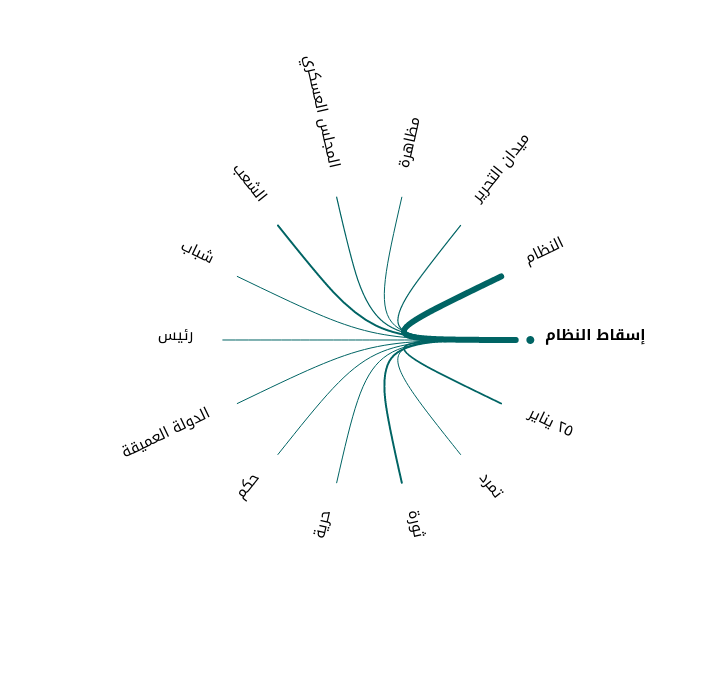 المجلس العسكري
مظاهرة
ميدان التحرير
الشعب
شباب
النظام
رئيس
إسقاط النظام
الدولة العميقة
٢٥ يناير
حكم
تمرد
حرية
ثورة